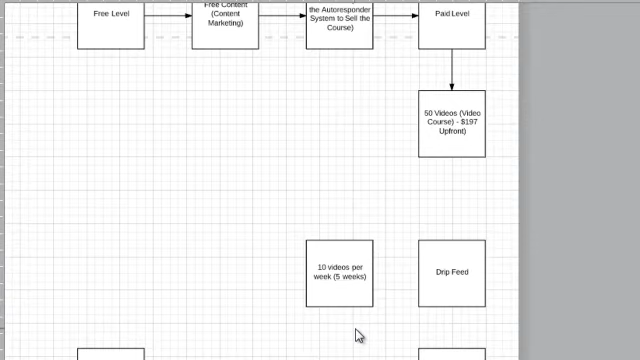 Free Level
Free Content
(Content
Marketing)
the Autoresponder
System to Sell the
Course)
Paid Level
50 Videos (Video
Course) - $197
Upfront)
10 videos per
week (5 weeks)
Drip Feed